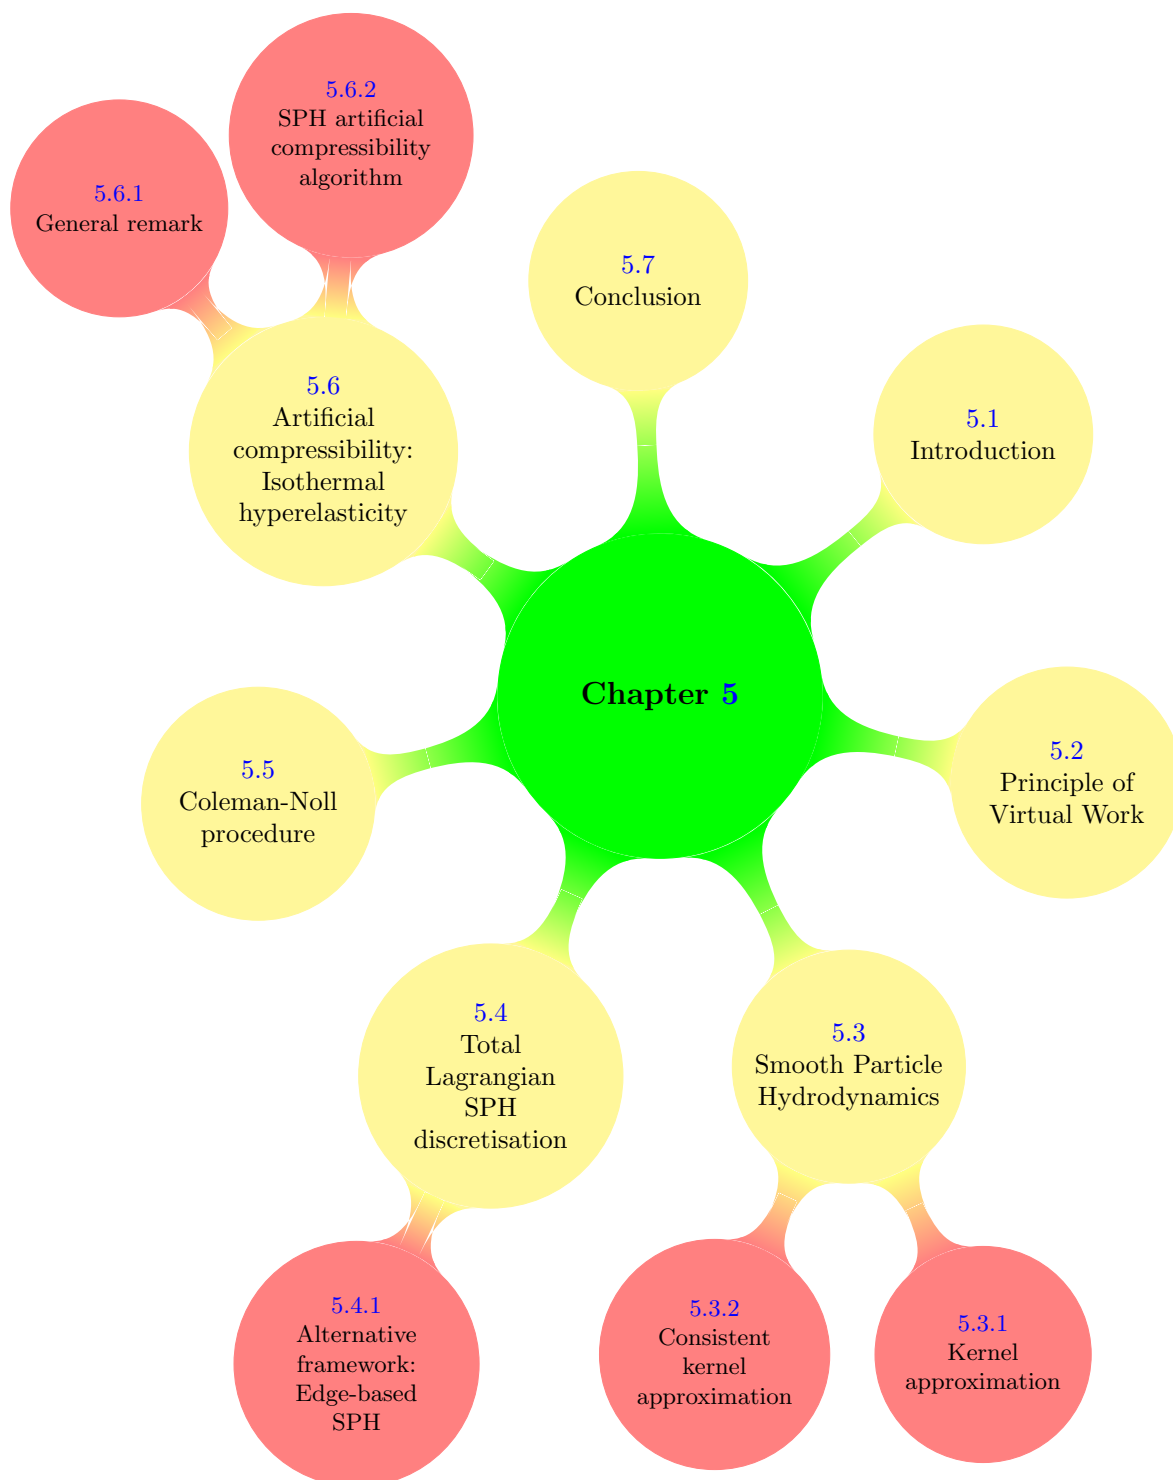 5.6.2
SPH artificial
compressibility
algorithm
5.6.1
General remark
5.7
Conclusion
5.6
Artificial
compressibility:
Isothermal
hyperelasticity
5.1
Introduction
Chapter 5
5.2
Principle of
Virtual Work
5.5
Coleman-Noll
procedure
5.4
Total
Lagrangian
SPH
discretisation
5.3
Smooth Particle
Hydrodynamics
5.4.1
Alternative
framework:
Edge-based
SPH
5.3.2
Consistent
kernel
approximation
5.3.1
Kernel
approximation